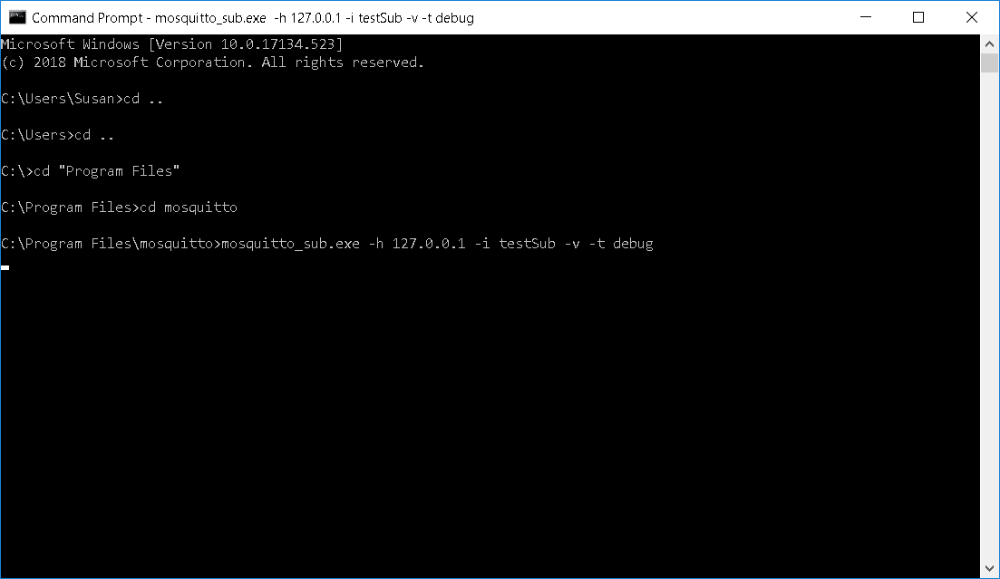 Command Prompt - mosquitto_sub.exe  -h 127.0.0.1 -i testSub -v -t debug
Microsoft Windows [Version 10.0.17134.523]
(c) 2018 Microsoft Corporation. All rights reserved.
C:\Users\Susan>cd ..
C:\Users>cd ..
C:\>cd "Program Files"
C:\Program Files>cd mosquitto
C:\Program Files\mosquitto>mosquitto_sub.exe -h 127.0.0.1 -i testSub -v -t debug